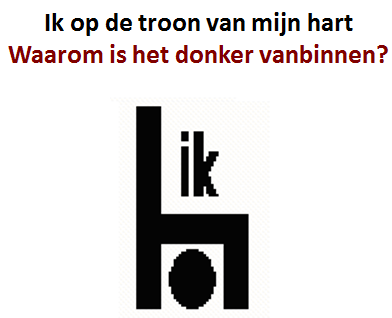 Ik op de troon van mijn hart
Waarom is het donker vanbinnen?
ik